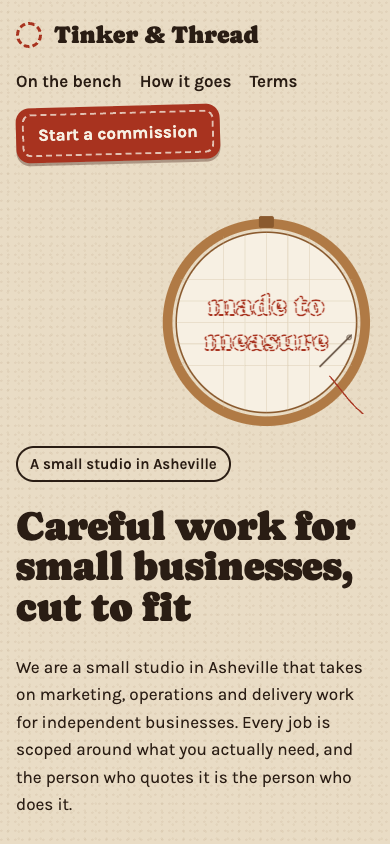 Tinker & Thread
On the bench How it goes Terms
Start a commission
made to
measure
A small studio in Asheville
Careful work for
small businesses,
cut to fit
We are a small studio in Asheville that takes
on marketing, operations and delivery work
for independent businesses. Every job is
scoped around what you actually need, and
the person who quotes it is the person who
does it.